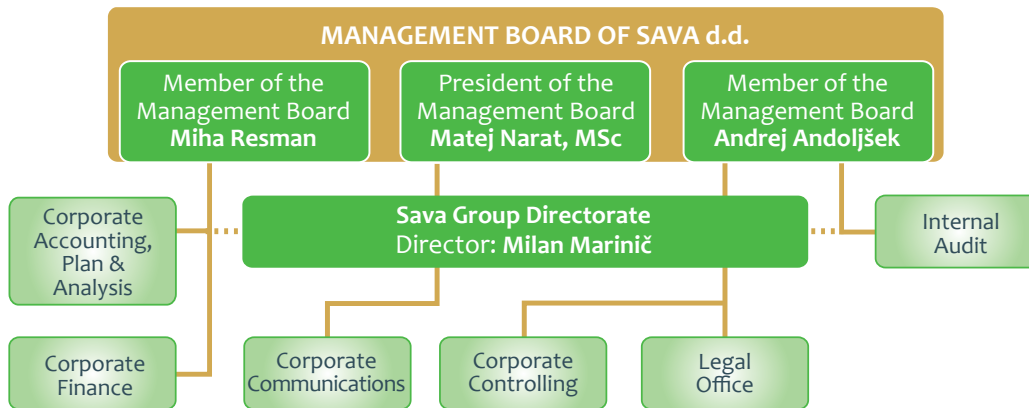 MANAGEMENT BOARD OF SAVA d.d.
Member of the
Management Board
Miha Resman
President of the
Management Board
Matej Narat, MSc
Member of the
Management Board
Andrej Andoljšek
Corporate
Accounting,
Plan &
Analysis
Sava Group Directorate
Director: Milan Marinič
Internal
Audit
Corporate
Finance
Corporate
Communications
Corporate
Controlling
Legal
Office